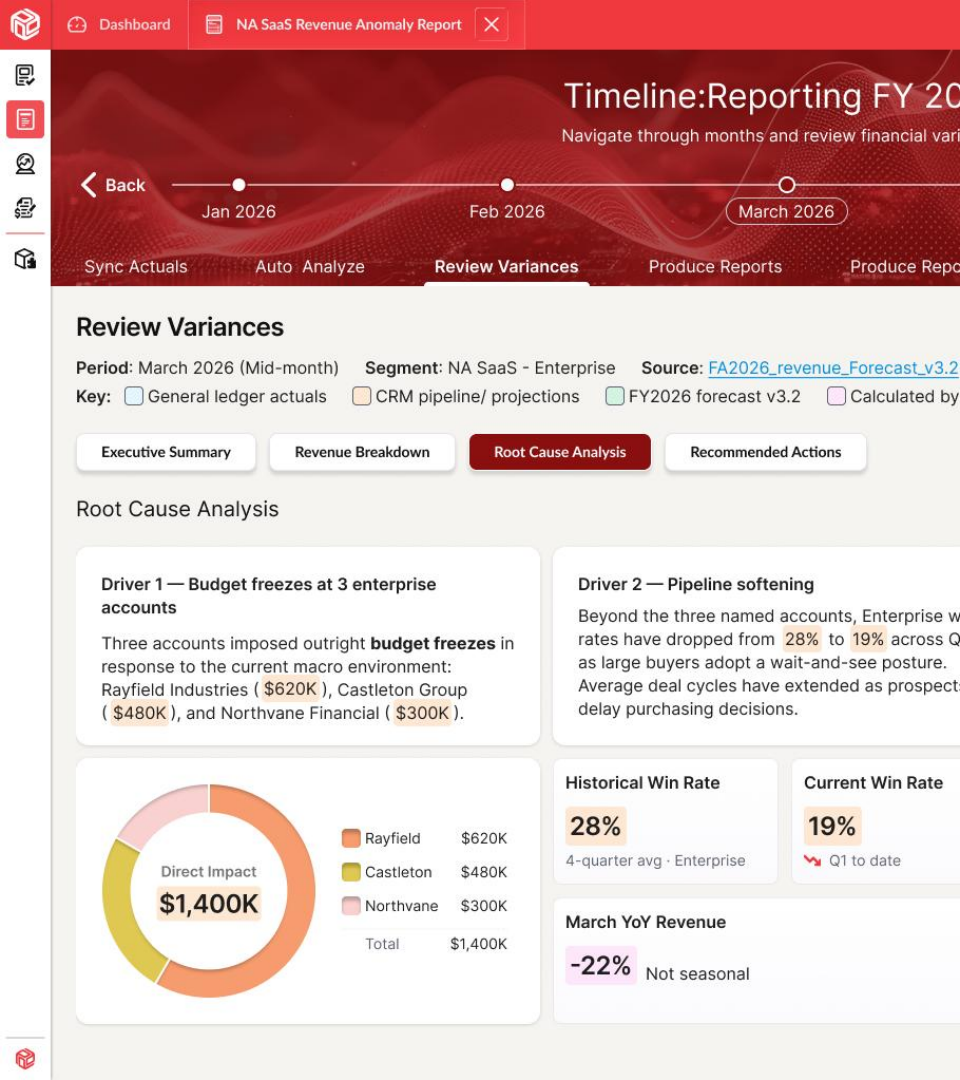 Dashboard
NA SaaS Revenue Anomaly Report
Timeline:Reporting FY 20
Navigate through months and review financial vari
Back
Jan 2026
Feb 2026
March 2026
Sync Actuals
Auto Analyze
Review Variances
Produce Reports
Produce Repo
Review Variances
Period: March 2026 (Mid-month) Segment: NA SaaS - Enterprise Source: FA2026_revenue_Forecast_v3.2
Key: General ledger actuals CRM pipeline/ projections FY2026 forecast v3.2 Calculated by
Executive Summary
Revenue Breakdown
Root Cause Analysis
Recommended Actions
Root Cause Analysis
Driver 1 — Budget freezes at 3 enterprise
accounts
Three accounts imposed outright budget freezes in
response to the current macro environment:
Rayfield Industries ( $620K ), Castleton Group
( $480K ), and Northvane Financial ( $300K ).
Driver 2 — Pipeline softening
Beyond the three named accounts, Enterprise w
rates have dropped from 28% to 19% across Q
as large buyers adopt a wait-and-see posture.
Average deal cycles have extended as prospects
delay purchasing decisions.
Direct Impact
$1,400K
Rayfield $620K
Castleton $480K
Northvane $300K
Total $1,400K
Historical Win Rate
28%
4-quarter avg · Enterprise
Current Win Rate
19%
Q1 to date
March YoY Revenue
-22% Not seasonal